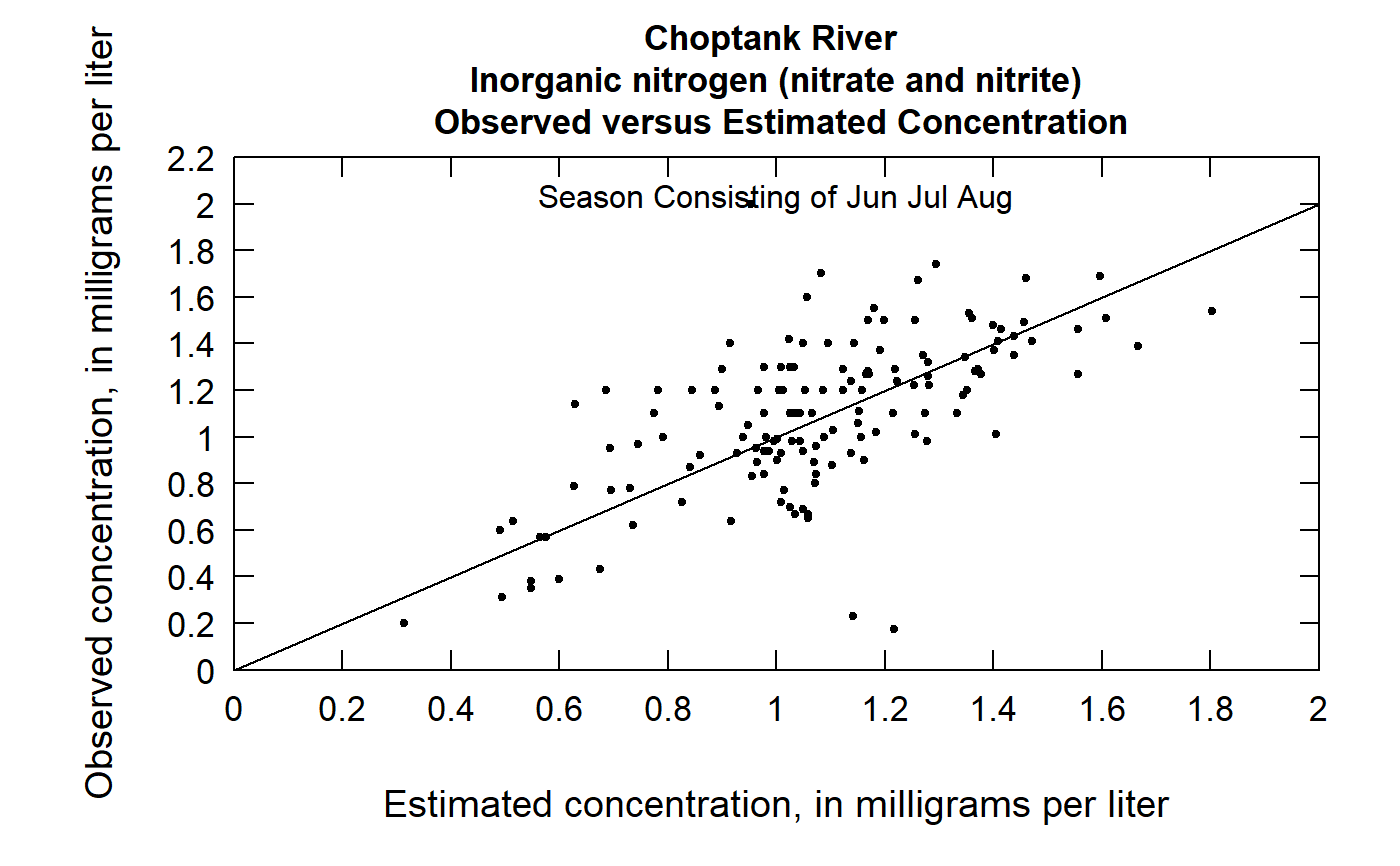 Choptank River
Inorganic nitrogen (nitrate and nitrite)
Observed versus Estimated Concentration
Season Consisting of Jun Jul Aug
Observed concentration, in milligrams per liter
2.2
2
1.8
1.6
1.4
1.2
1
0.8
0.6
0.4
0.2
0
0 0.2 0.4 0.6 0.8 1 1.2 1.4 1.6 1.8 2
Estimated concentration, in milligrams per liter